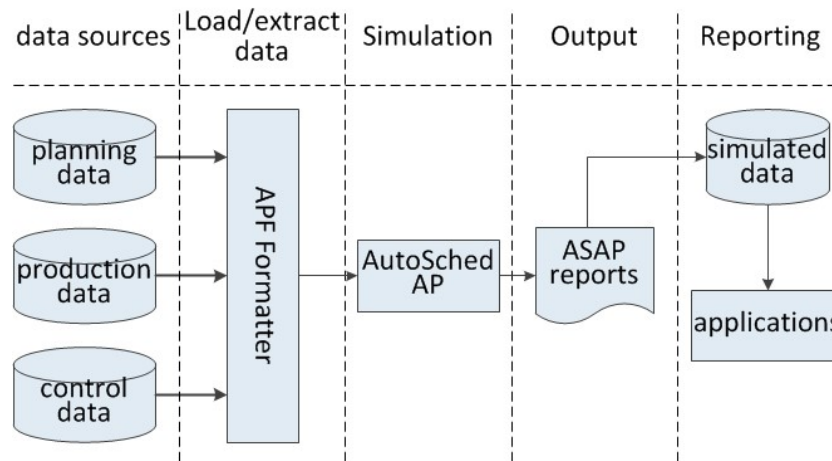 data sources
Load/extract
data
Simulation
Output
Reporting
planning
data
production
data
control
data
APF Formatter
AutoSched
AP
ASAP
reports
simulated
data
applications